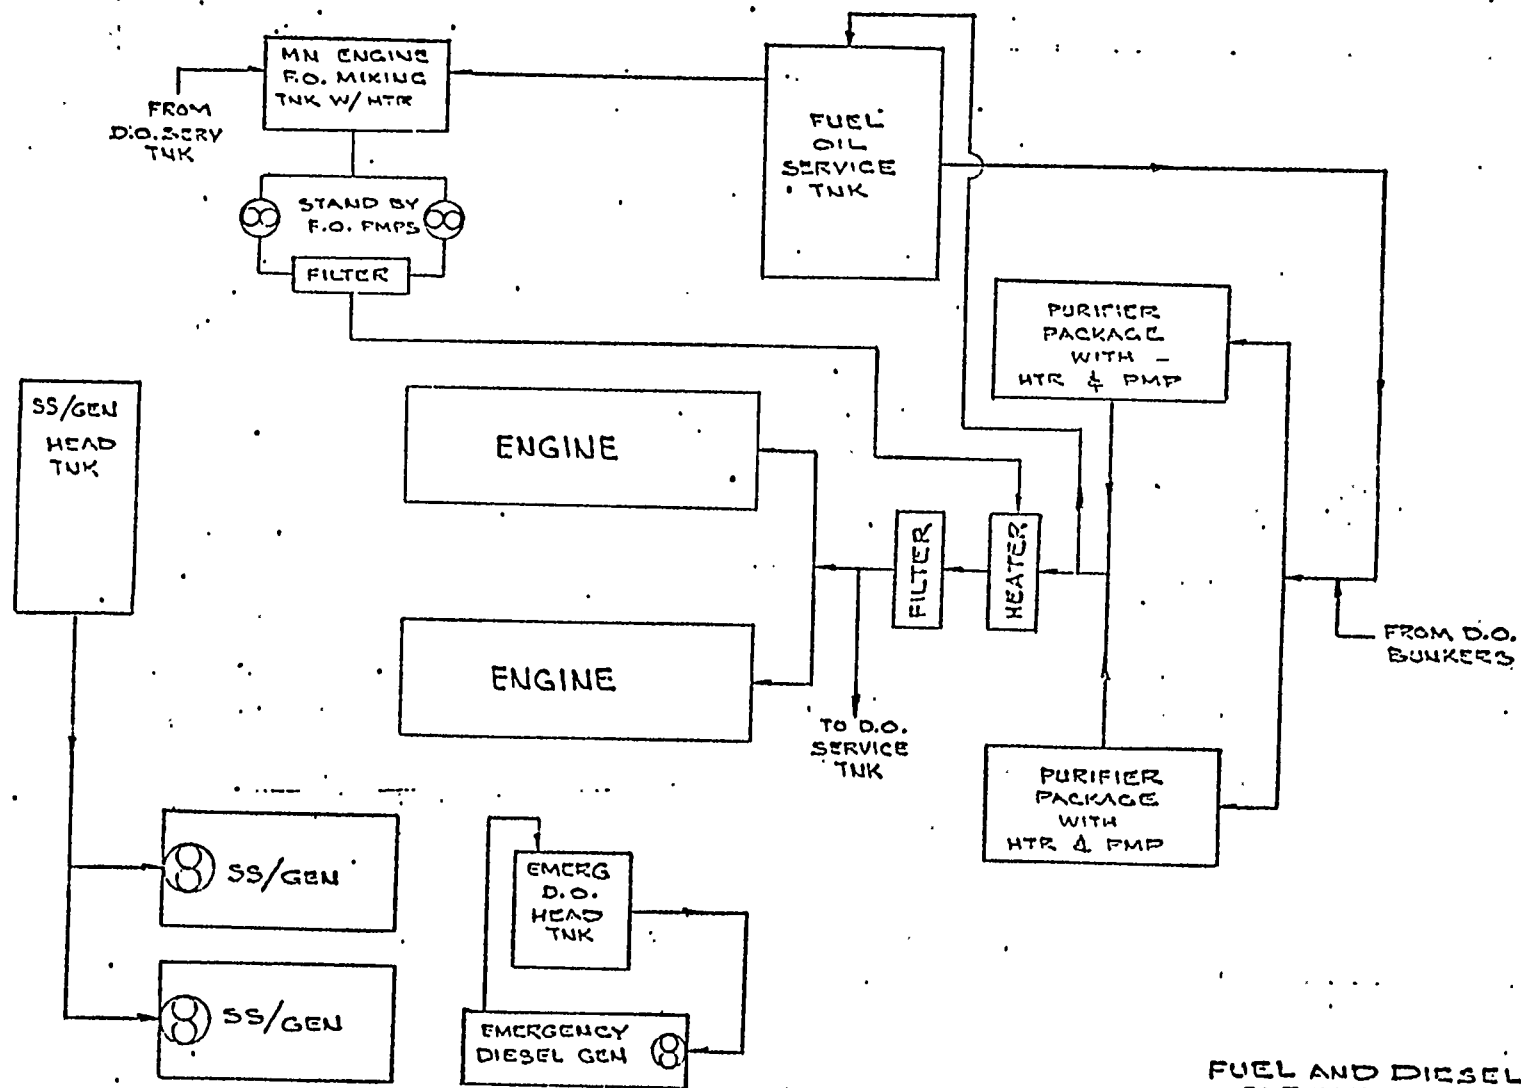 MN ENGINE
F.O. MIXING
TNK W/HTR
FROM
D.O.SERV
TNK
STAND BY
F.O. PMPS
FILTER
FUEL
OIL
SERVICE
TNK
PURIFIER
PACKAGE
WITH
HTR & PMP
SS/GEN
HEAD
TNK
ENGINE
FILTER
HEATER
FROM D.O.
BUNKERS
ENGINE
TO D.O.
SERVICE
TNK
PURIFIER
PACKAGE
WITH
HTR & PMP
SS/GEN
EMERG
D.O.
HEAD
TNK
SS/GEN
EMERGENCY
DIESEL GEN
FUEL AND DIESEL